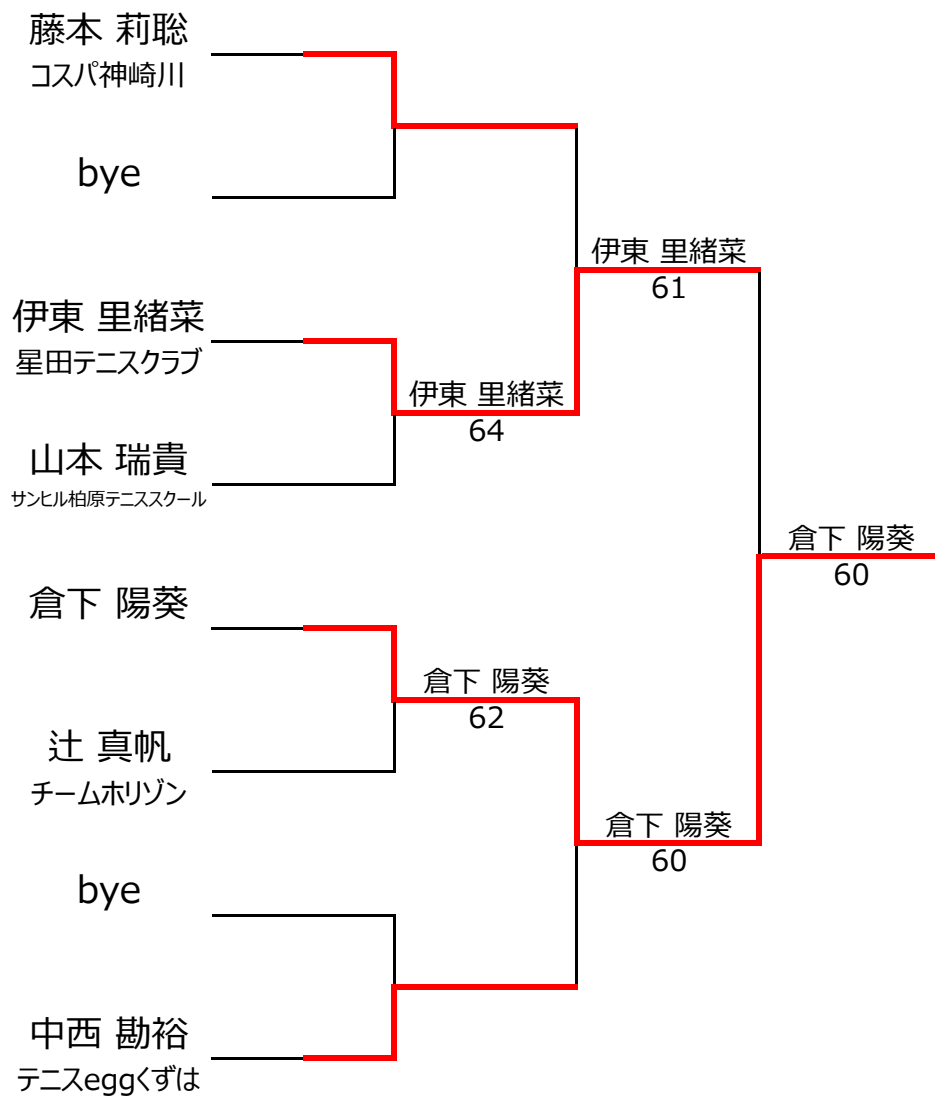 藤本 莉聡
コスパ神崎川
bye
伊東 里緒菜
61
伊東 里緒菜
星田テニスクラブ
伊東 里緒菜
64
山本 瑞貴
サンヒル柏原テニススクール
倉下 陽葵
60
倉下 陽葵
倉下 陽葵
62
辻 真帆
チームホリゾン
倉下 陽葵
60
bye
中西 勘裕
テニスeggくずは